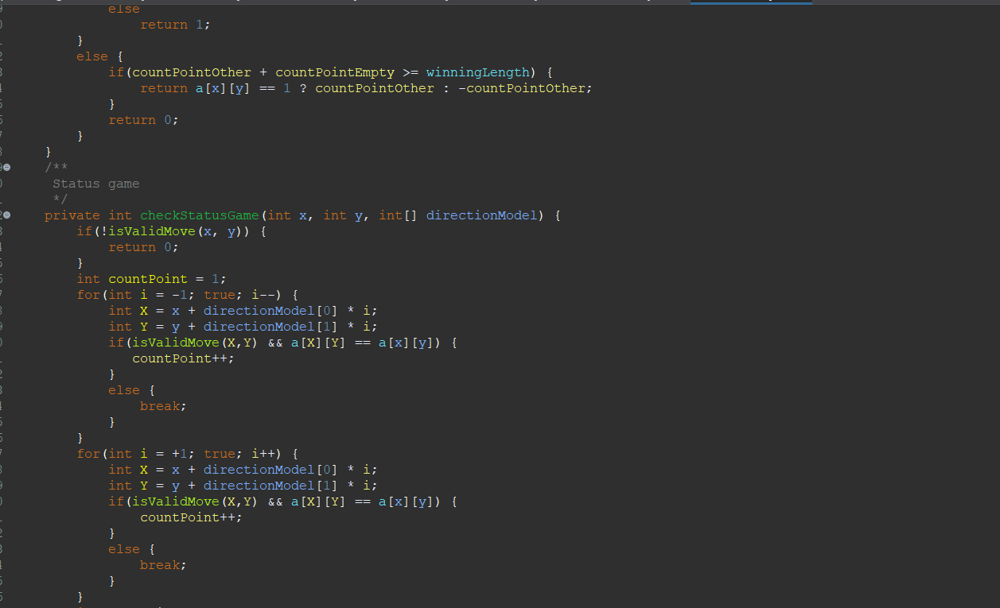 else
return 1;
}
else {
if(countPointOther + countPointEmpty >= winningLength) {
return a[x][y] == 1 ? countPointOther : -countPointOther;
}
return 0;
}
}
/**
Status game
*/
private int checkStatusGame(int x, int y, int[] directionModel) {
if(!isValidMove(x, y)) {
return 0;
}
int countPoint = 1;
for(int i = -1; true; i--) {
int X = x + directionModel[0] * i;
int Y = y + directionModel[1] * i;
if(isValidMove(X,Y) && a[X][Y] == a[x][y]) {
countPoint++;
}
else {
break;
}
}
for(int i = +1; true; i++) {
int X = x + directionModel[0] * i;
int Y = y + directionModel[1] * i;
if(isValidMove(X,Y) && a[X][Y] == a[x][y]) {
countPoint++;
}
else {
break;
}
}